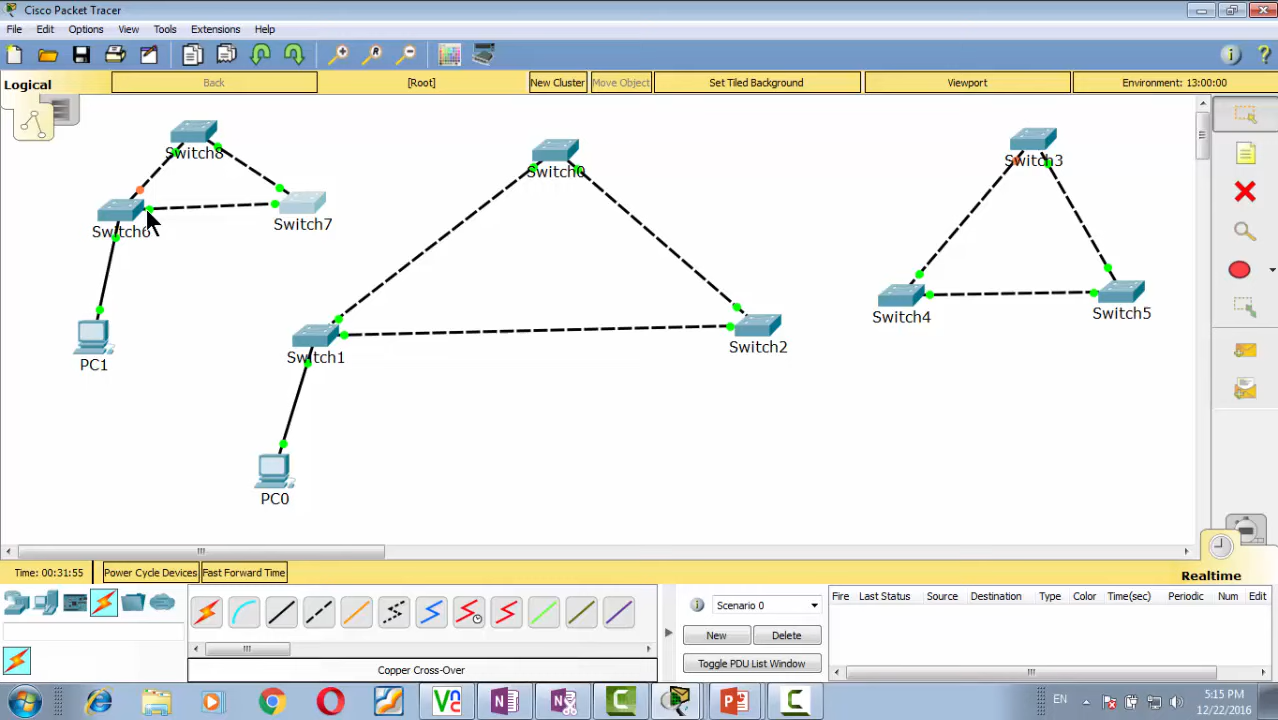 Cisco Packet Tracer
File Edit Options View Tools Extensions Help
Logical Back [Root] New Cluster Move Object Set Tiled Background Viewport Environment: 13:00:00
Switch8
Switch0
Switch3
Switch6
Switch7
Switch4
Switch5
Switch1
Switch2
PC1
PC0
Time: 00:31:55 Power Cycle Devices Fast Forward Time
Realtime
Scenario 0
New Delete
Toggle PDU List Window
Fire Last Status Source Destination Type Color Time(sec) Periodic Num Edit
Copper Cross-Over
EN
5:15 PM
12/22/2016